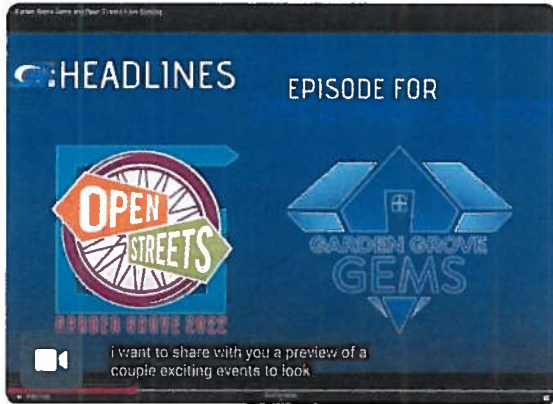 HEADLINES
EPISODE FOR
OPEN
STREETS
GARDEN GROVE
GEMS
GARDEN GROVE 2022
i want to share with you a preview of a
couple exciting events to look